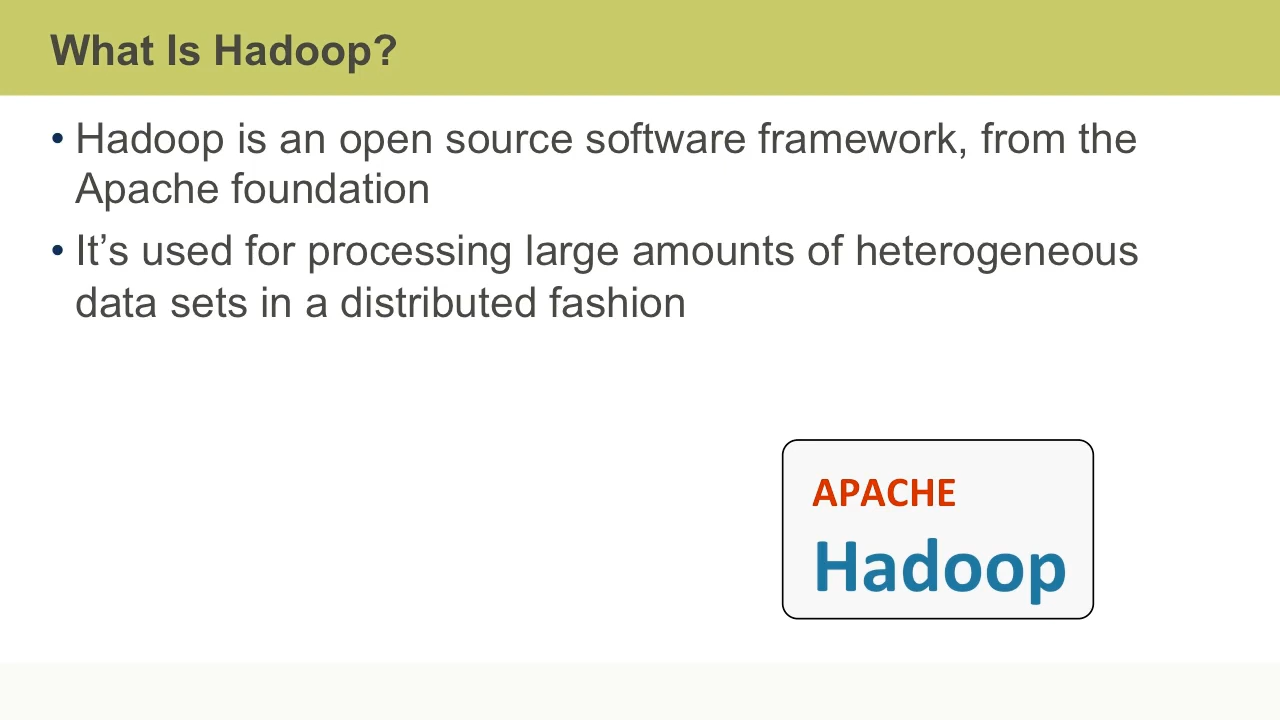 What Is Hadoop?
• Hadoop is an open source software framework, from the
Apache foundation
• It’s used for processing large amounts of heterogeneous
data sets in a distributed fashion
APACHE
Hadoop